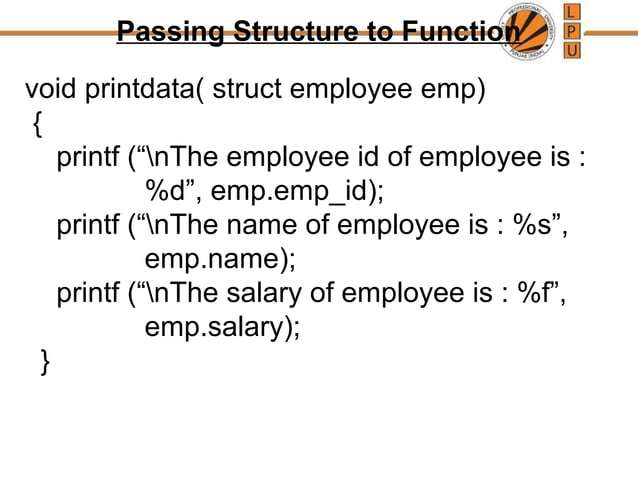 Passing Structure to Function
L
P
U
void printdata( struct employee emp)
{
printf (“\nThe employee id of employee is :
%d”, emp.emp_id);
printf (“\nThe name of employee is : %s”,
emp.name);
printf (“\nThe salary of employee is : %f”,
emp.salary);
}